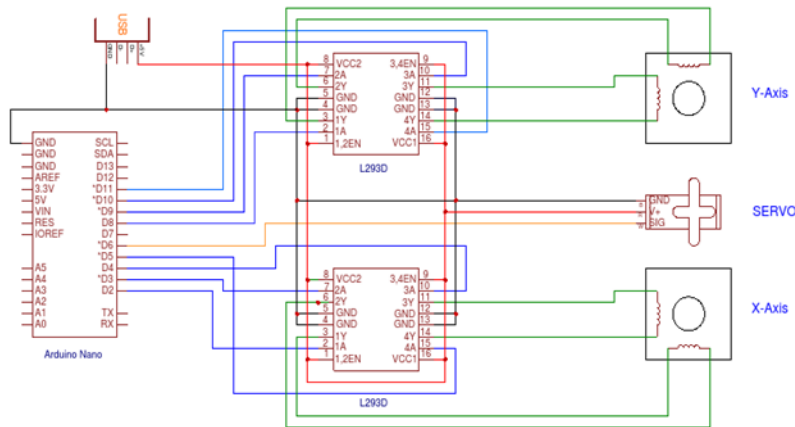 USB
GND
D-
D+
+5V
8 VCC2 3,4EN 9
7 2A 3A 10
6 2Y 3Y 11
5 GND GND 12
4 GND GND 13
3 1Y 4Y 14
2 1A 4A 15
1 1,2EN VCC1 16
L293D
Y-Axis
GND SCL
GND SDA
GND D13
AREF D12
3.3V *D11
5V *D10
VIN *D9
RES D8
IOREF D7
*D6
*D5
A5 D4
A4 *D3
A3 D2
A2
A1 TX
A0 RX
Arduino Nano
GND
V+
SIG
SERVO
8 VCC2 3,4EN 9
7 2A 3A 10
6 2Y 3Y 11
5 GND GND 12
4 GND GND 13
3 1Y 4Y 14
2 1A 4A 15
1 1,2EN VCC1 16
L293D
X-Axis